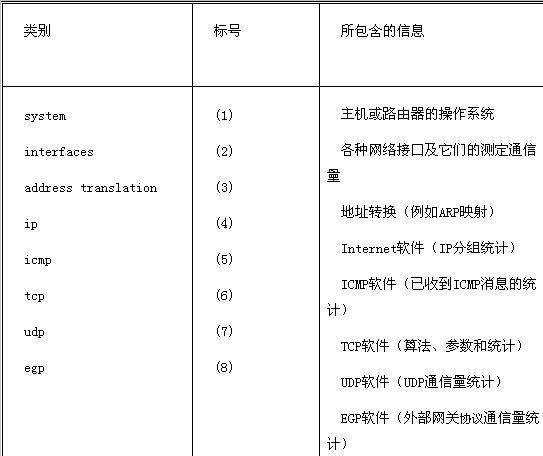 类别 标号 所包含的信息
system (1) 主机或路由器的操作系统
interfaces (2) 各种网络接口及它们的测定通信
量
address translation (3) 地址转换（例如ARP映射）
ip (4) Internet软件（IP分组统计）
icmp (5) ICMP软件（已收到ICMP消息的统
计）
tcp (6) TCP软件（算法、参数和统计）
udp (7) UDP软件（UDP通信量统计）
egp (8) EGP软件（外部网关协议通信量统
计）